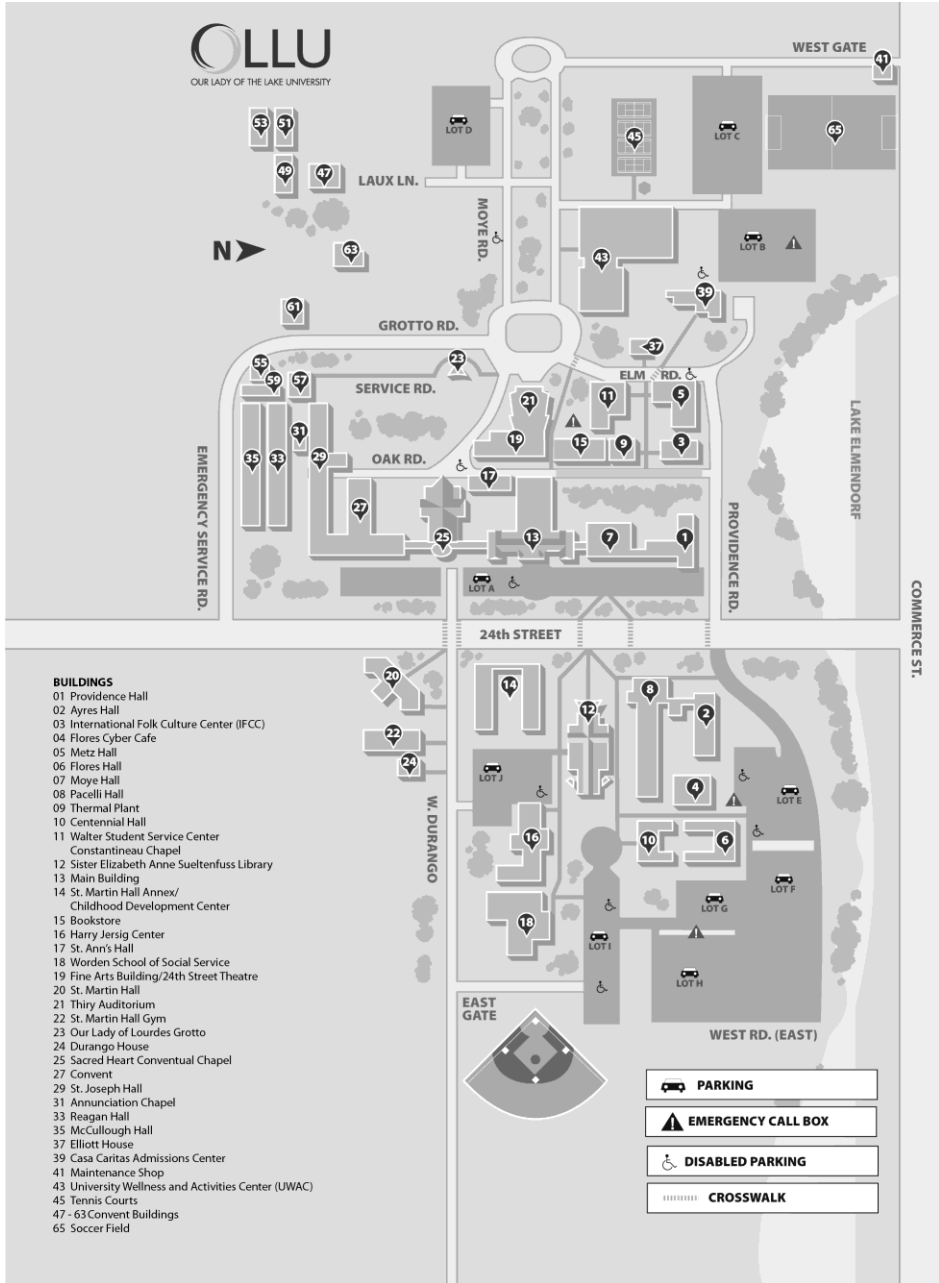 OLLU
OUR LADY OF THE LAKE UNIVERSITY
WEST GATE
41
53
51
LOT D
45
LOT C
65
49
47
LAUX LN.
MOYE RD.
N
63
43
LOT B
39
61
GROTTO RD.
37
55
59
57
23
SERVICE RD.
ELM RD.
21
11
5
31
19
15
9
3
35
33
29
OAK RD.
17
LAKE ELMENDORF
EMERGENCY SERVICE RD.
27
25
13
7
1
PROVIDENCE RD.
LOT A
COMMERCE ST.
24th STREET
20
14
12
8
2
22
24
LOT J
4
LOT E
W. DURANGO
16
10
6
LOT F
LOT G
18
LOT I
LOT H
EAST
GATE
WEST RD. (EAST)
BUILDINGS
01 Providence Hall
02 Ayres Hall
03 International Folk Culture Center (IFCC)
04 Flores Cyber Cafe
05 Metz Hall
06 Flores Hall
07 Moye Hall
08 Pacelli Hall
09 Thermal Plant
10 Centennial Hall
11 Walter Student Service Center
Constantineau Chapel
12 Sister Elizabeth Anne Sueltenfuss Library
13 Main Building
14 St. Martin Hall Annex/
Childhood Development Center
15 Bookstore
16 Harry Jersig Center
17 St. Ann's Hall
18 Worden School of Social Service
19 Fine Arts Building/24th Street Theatre
20 St. Martin Hall
21 Thiry Auditorium
22 St. Martin Hall Gym
23 Our Lady of Lourdes Grotto
24 Durango House
25 Sacred Heart Conventual Chapel
27 Convent
29 St. Joseph Hall
31 Annunciation Chapel
33 Reagan Hall
35 McCullough Hall
37 Elliott House
39 Casa Caritas Admissions Center
41 Maintenance Shop
43 University Wellness and Activities Center (UWAC)
45 Tennis Courts
47 - 63 Convent Buildings
65 Soccer Field
PARKING
EMERGENCY CALL BOX
DISABLED PARKING
CROSSWALK